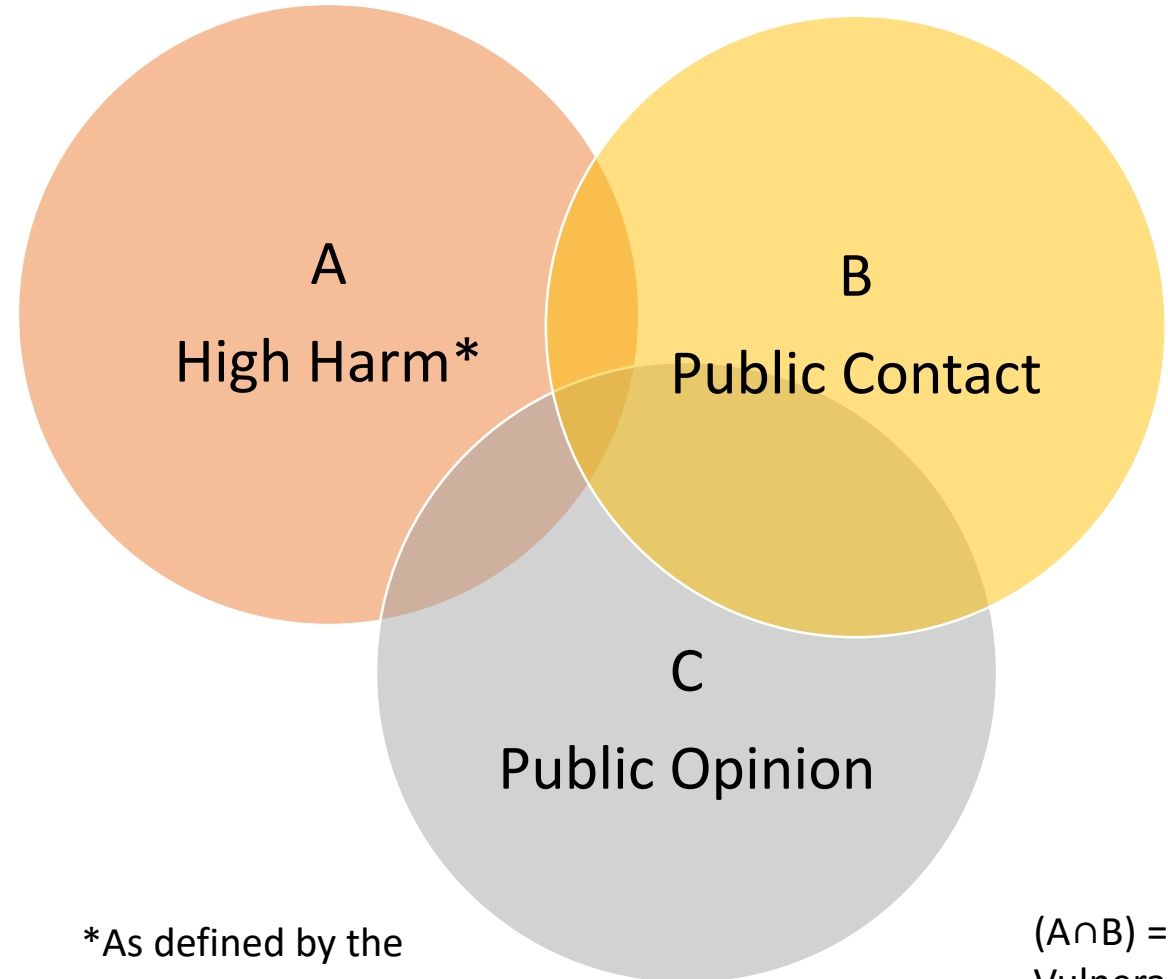 A
High Harm*
B
Public Contact
C
Public Opinion
*As defined by the
(A∩B) =